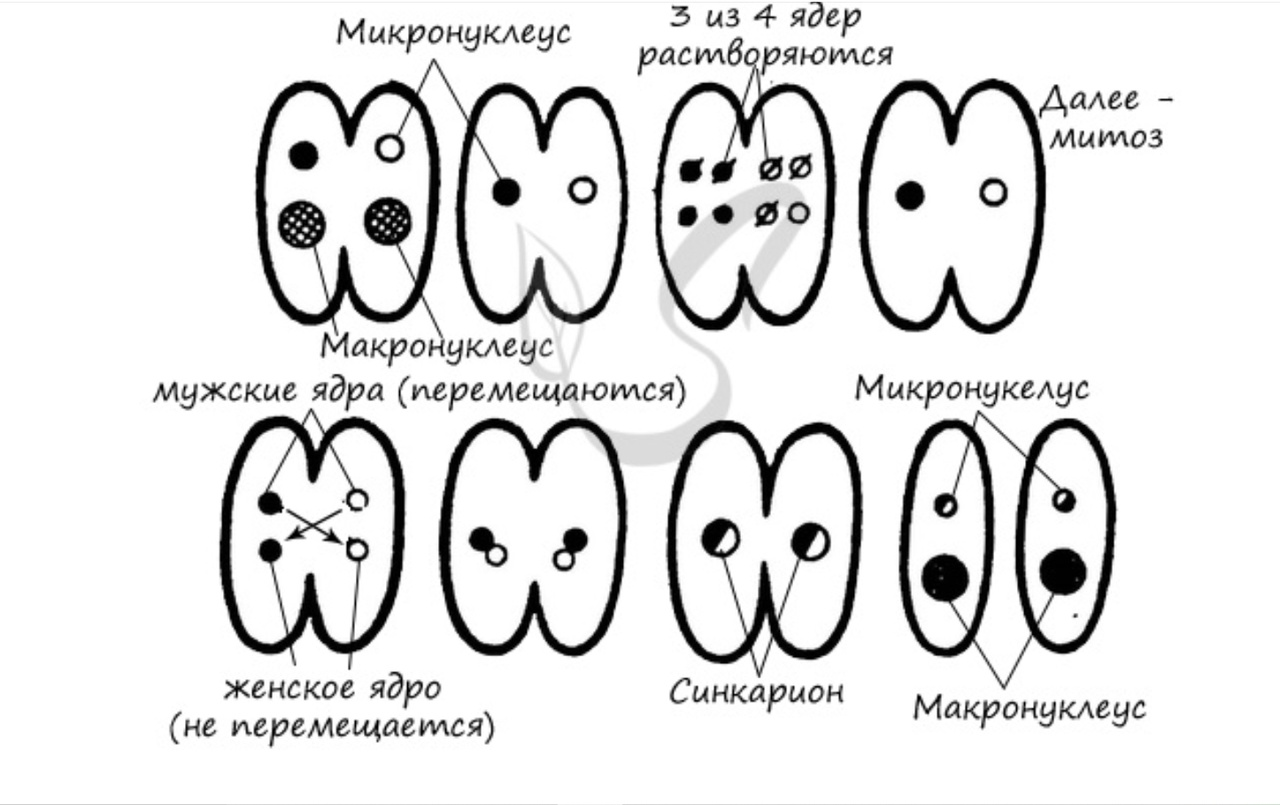 Микронуклеус
3 из 4 ядер
растворяются
Далее -
митоз
Макронуклеус
мужские ядра (перемещаются)
Микронукелус
женское ядро
(не перемещается)
Синкарион
Макронуклеус